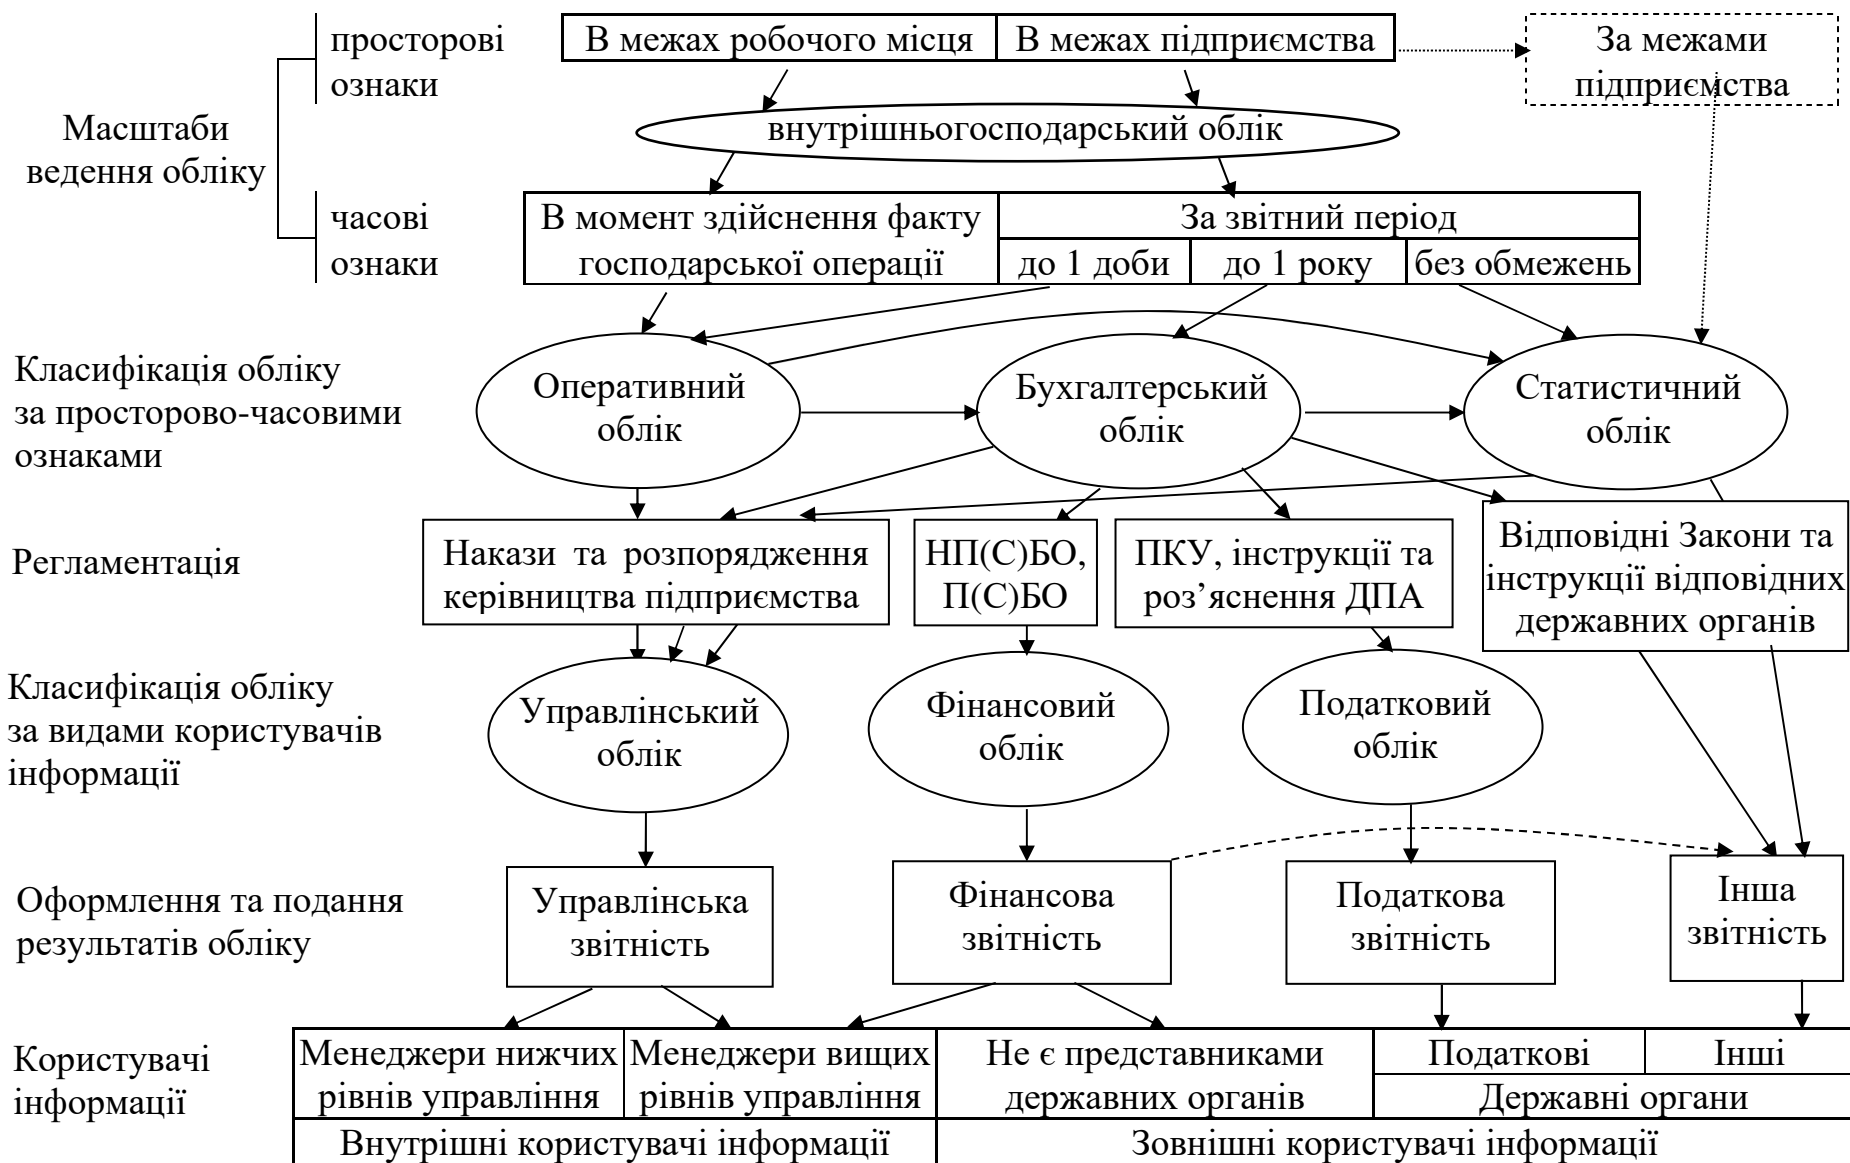 просторові
ознаки
В межах робочого місця
В межах підприємства
За межами
підприємства
Масштаби
ведення обліку
внутрішньогосподарський облік
часові
ознаки
В момент здійснення факту
господарської операції
За звітний період
до 1 доби
до 1 року
без обмежень
Класифікація обліку
за просторово-часовими
ознаками
Оперативний
облік
Бухгалтерський
облік
Статистичний
облік
Регламентація
Накази та розпорядження
керівництва підприємства
НП(С)БО,
П(С)БО
ПКУ, інструкції та
роз’яснення ДПА
Відповідні Закони та
інструкції відповідних
державних органів
Класифікація обліку
за видами користувачів
інформації
Управлінський
облік
Фінансовий
облік
Податковий
облік
Оформлення та подання
результатів обліку
Управлінська
звітність
Фінансова
звітність
Податкова
звітність
Інша
звітність
Користувачі
інформації
Менеджери нижчих
рівнів управління
Менеджери вищих
рівнів управління
Не є представниками
державних органів
Податкові
Інші
Державні органи
Внутрішні користувачі інформації
Зовнішні користувачі інформації